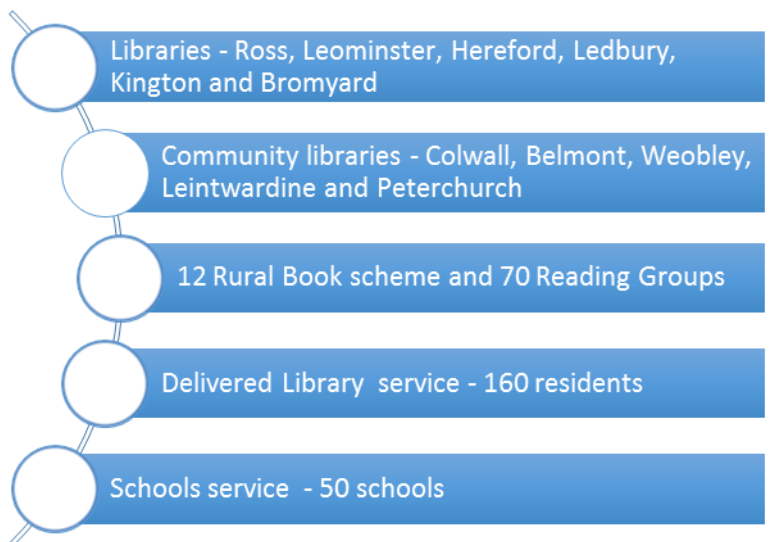 Libraries - Ross, Leominster, Hereford, Ledbury,
Kington and Bromyard
Community libraries - Colwall, Belmont, Weobley,
Leintwardine and Peterchurch
12 Rural Book scheme and 70 Reading Groups
Delivered Library service - 160 residents
Schools service - 50 schools